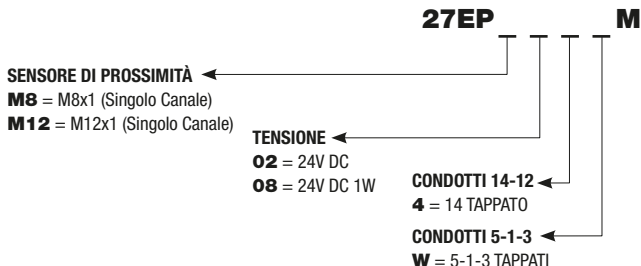 27EP _ _ _ _ M
SENSORE DI PROSSIMITÀ
M8 = M8x1 (Singolo Canale)
M12 = M12x1 (Singolo Canale)
TENSIONE
02 = 24V DC
08 = 24V DC 1W
CONDOTTI 14-12
4 = 14 TAPPATO
CONDOTTI 5-1-3
W = 5-1-3 TAPPATI